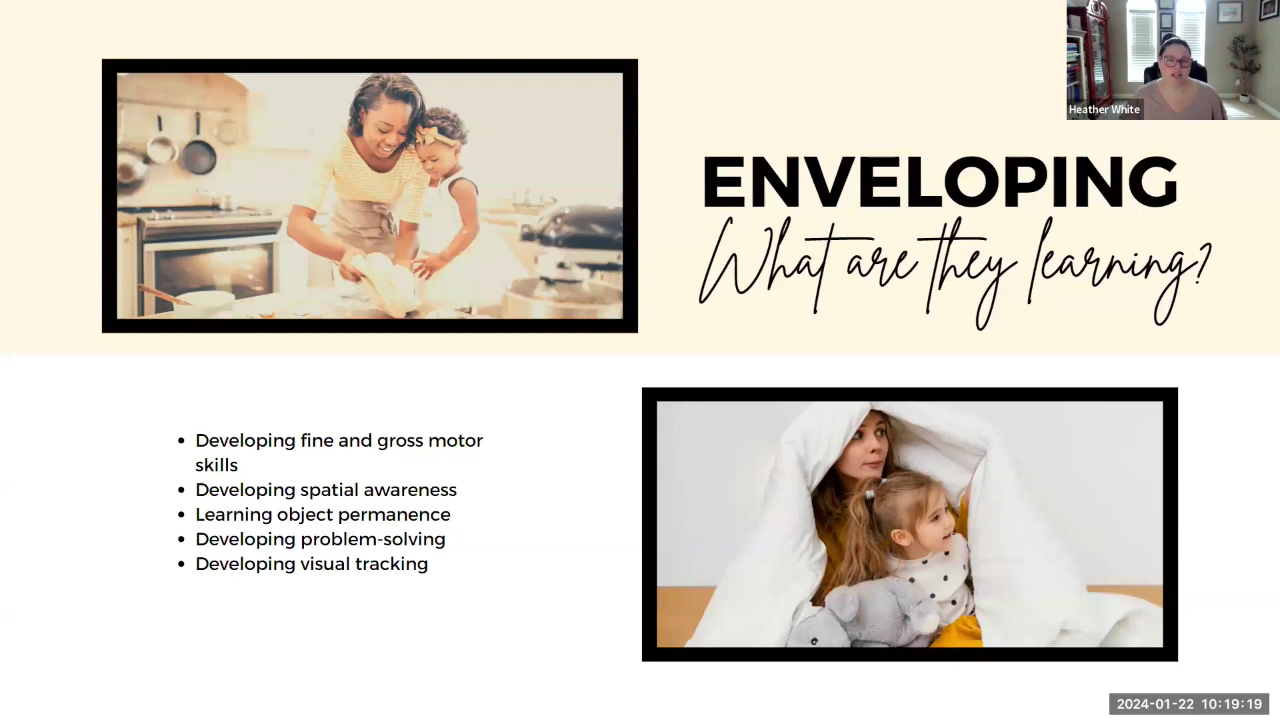 Heather White
ENVELOPING
What are they learning?
• Developing fine and gross motor
skills
• Developing spatial awareness
• Learning object permanence
• Developing problem-solving
• Developing visual tracking
2024-01-22 10:19:19